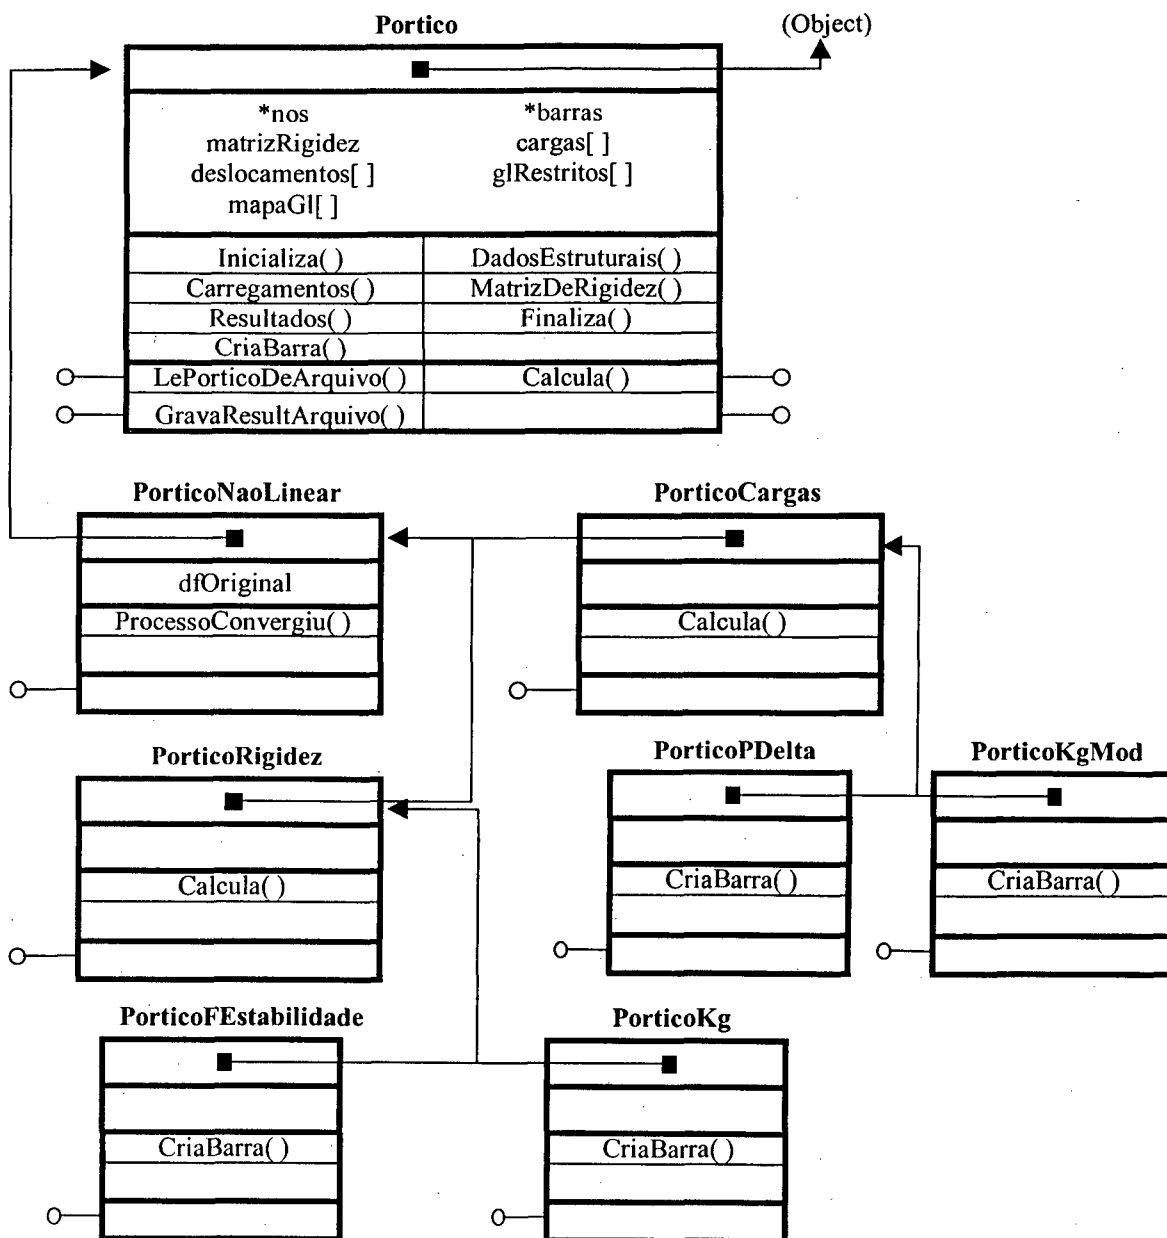 Portico (Object)
*nos *barras
matrizRigidez cargas[ ]
deslocamentos[ ] glRestritos[ ]
mapaGl[ ]
Inicializa( ) DadosEstruturais( )
Carregamentos( ) MatrizDeRigidez( )
Resultados( ) Finaliza( )
CriaBarra( )
LePorticoDeArquivo( ) Calcula( )
GravaResultArquivo( )
PorticoNaoLinear PorticoCargas
dfOriginal
ProcessoConvergiu( ) Calcula( )
PorticoRigidez PorticoPDelta PorticoKgMod
Calcula( ) CriaBarra( ) CriaBarra( )
PorticoFEstabilidade PorticoKg
CriaBarra( ) CriaBarra( )